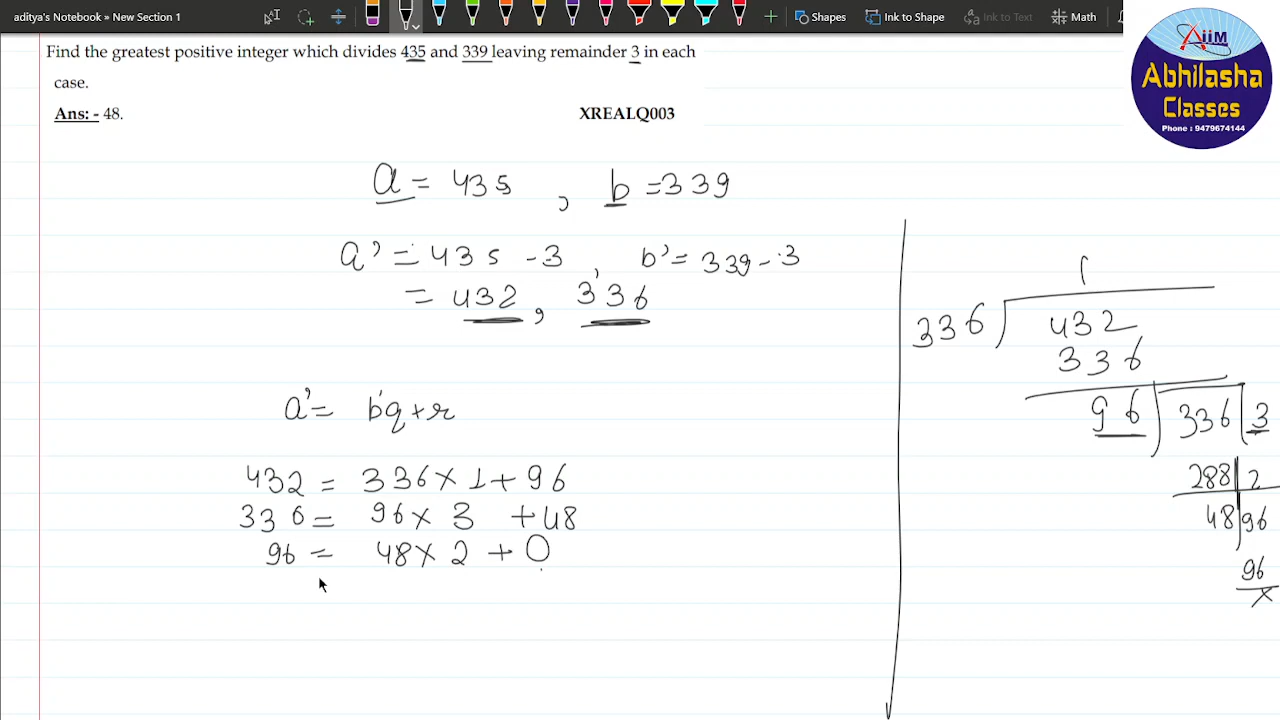 aditya's Notebook » New Section 1
Shapes
Ink to Shape
Ink to Text
Math
Find the greatest positive integer which divides 435 and 339 leaving remainder 3 in each
case.
Ans: - 48.
XREALQ003
AIIM
Abhilasha
Classes
Phone : 9479674144
a = 435 , b = 339
a' = 435 - 3 , b' = 339 - 3
= 432 , 336
a' = b'q + r
432 = 336 × 1 + 96
336 = 96 × 3 + 48
96 = 48 × 2 + 0
1
336 ) 432
336
96 ) 336 | 3
288 | 2
48 | 96
96
×